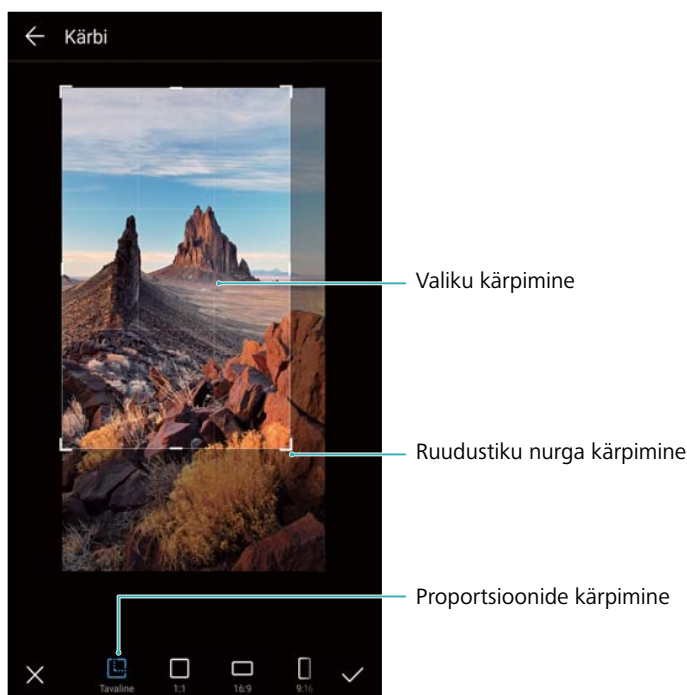 Kärbi
Valiku kärpimine
Ruudustiku nurga kärpimine
Proportsioonide kärpimine
Tavaline
1:1
16:9
9:16